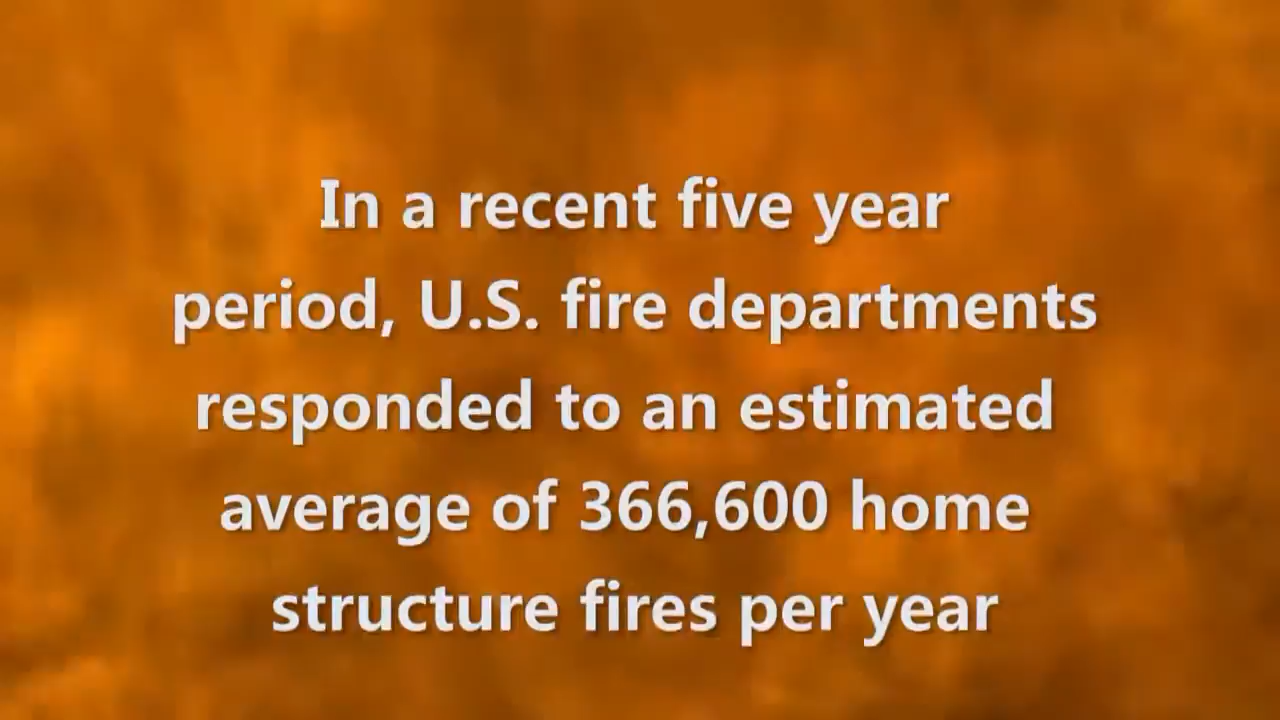 In a recent five year
period, U.S. fire departments
responded to an estimated
average of 366,600 home
structure fires per year